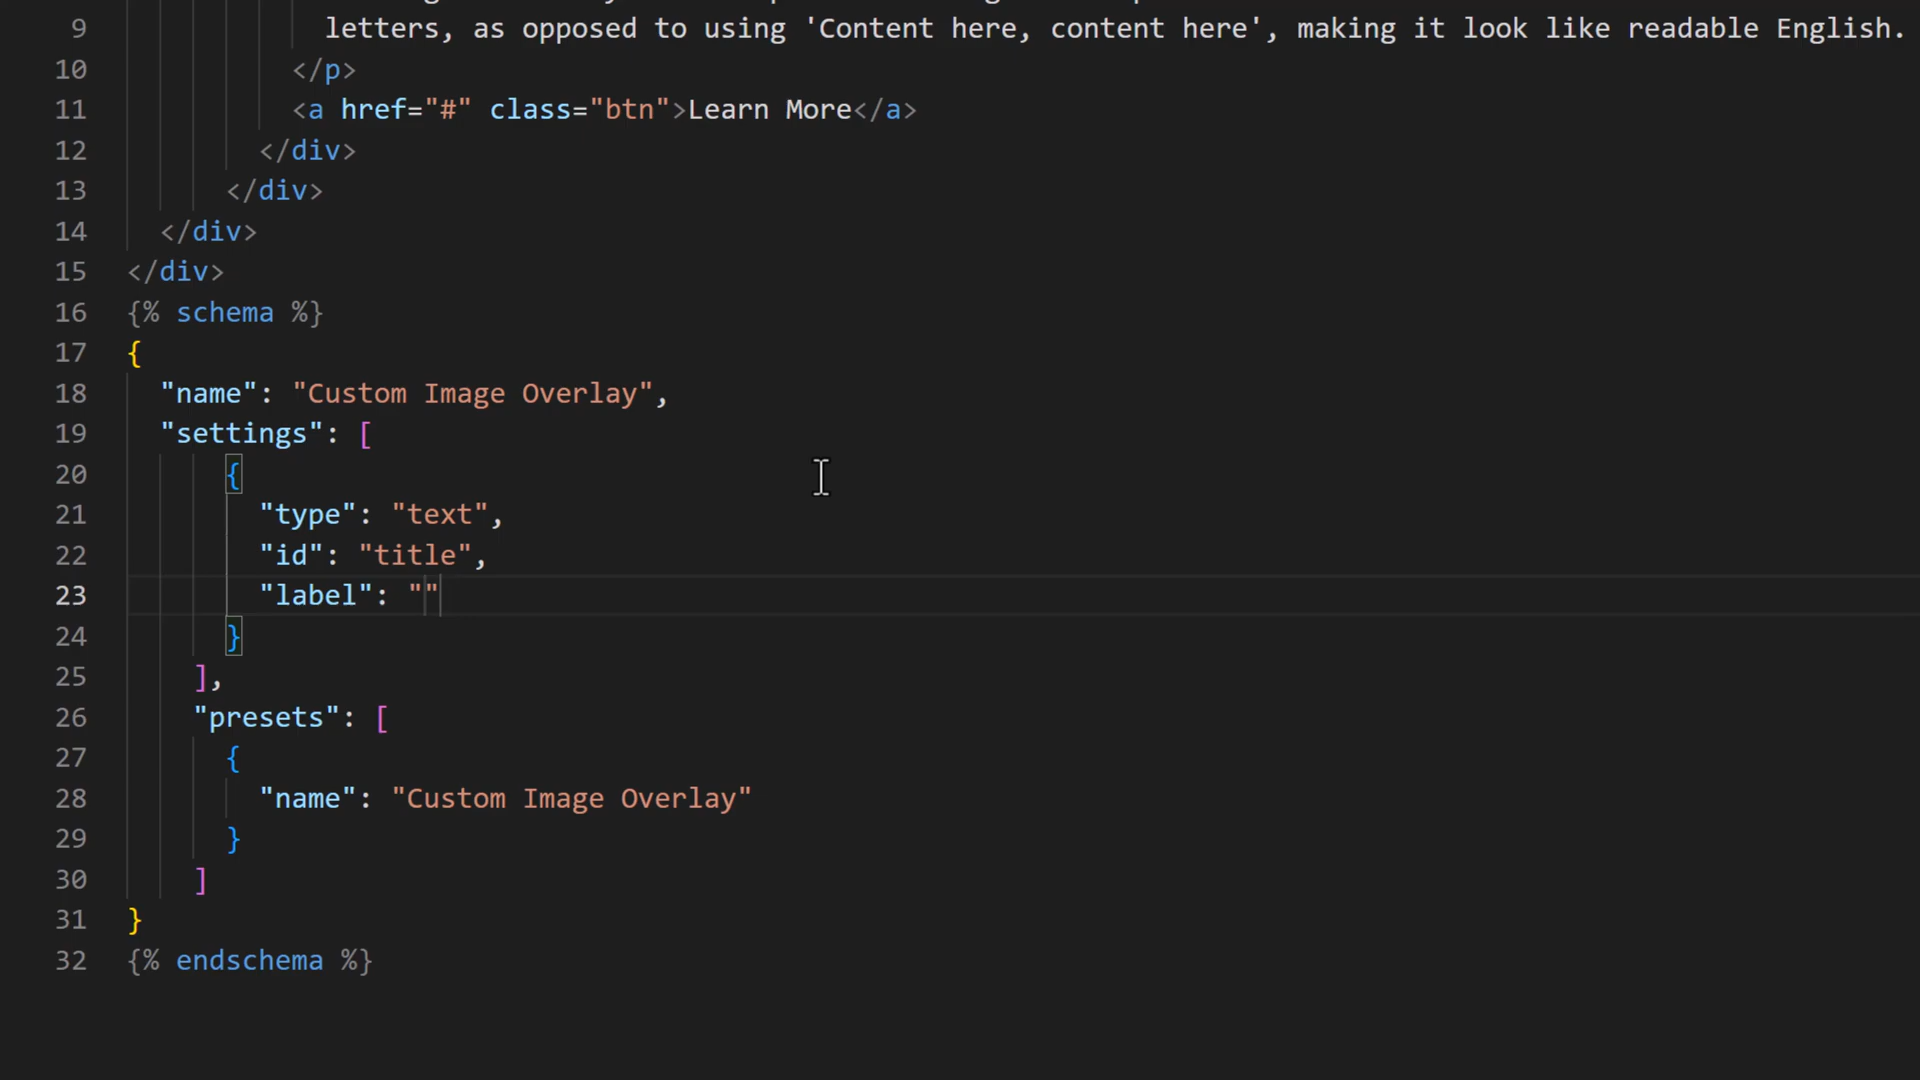 9 letters, as opposed to using 'Content here, content here', making it look like readable English.
10 </p>
11 <a href="#" class="btn">Learn More</a>
12 </div>
13 </div>
14 </div>
15 </div>
16 {% schema %}
17 {
18 "name": "Custom Image Overlay",
19 "settings": [
20 {
21 "type": "text",
22 "id": "title",
23 "label": ""
24 }
25 ],
26 "presets": [
27 {
28 "name": "Custom Image Overlay"
29 }
30 ]
31 }
32 {% endschema %}